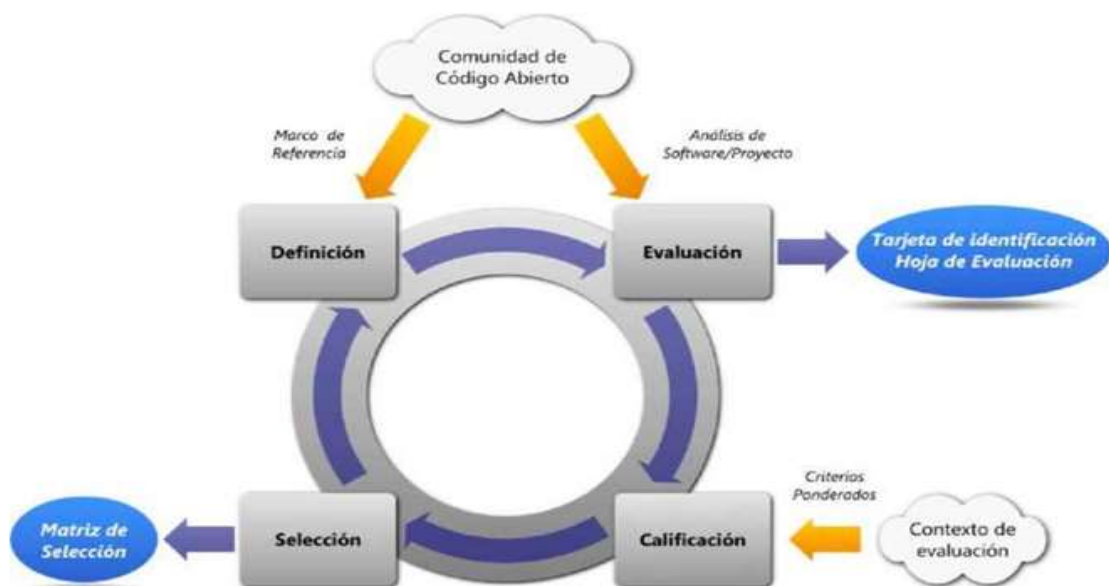 Comunidad de
Código Abierto
Marco de
Referencia
Análisis de
Software/Proyecto
Definición
Evaluación
Tarjeta de identificación
Hoja de Evaluación
Criterios
Ponderados
Matriz de
Selección
Selección
Calificación
Contexto de
evaluación